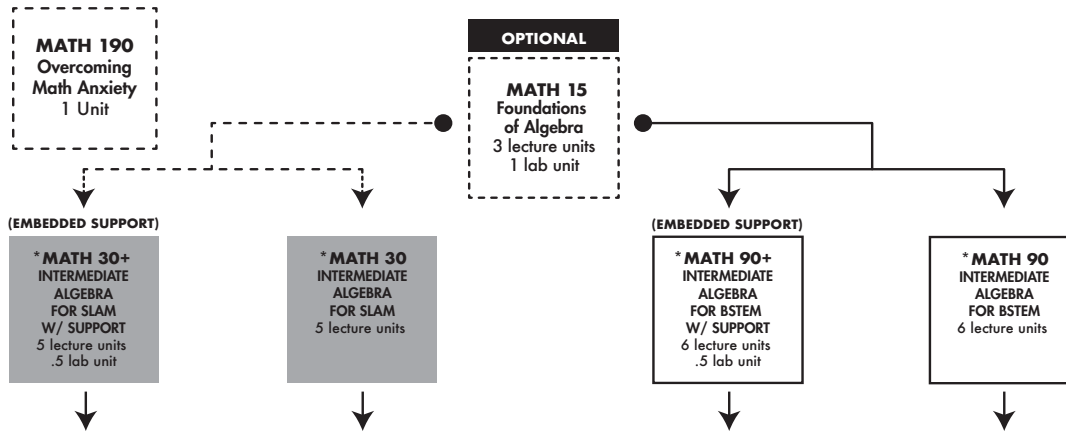 MATH 190
Overcoming
Math Anxiety
1 Unit
OPTIONAL
MATH 15
Foundations
of Algebra
3 lecture units
1 lab unit
(EMBEDDED SUPPORT)
*MATH 30+
INTERMEDIATE
ALGEBRA
FOR SLAM
W/ SUPPORT
5 lecture units
.5 lab unit
*MATH 30
INTERMEDIATE
ALGEBRA
FOR SLAM
5 lecture units
(EMBEDDED SUPPORT)
*MATH 90+
INTERMEDIATE
ALGEBRA
FOR BSTEM
W/ SUPPORT
6 lecture units
.5 lab unit
*MATH 90
INTERMEDIATE
ALGEBRA
FOR BSTEM
6 lecture units